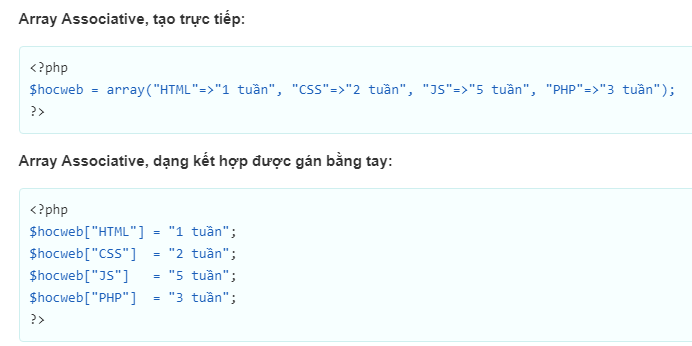 Array Associative, tạo trực tiếp:
<?php
$hocweb = array("HTML"=>"1 tuần", "CSS"=>"2 tuần", "JS"=>"5 tuần", "PHP"=>"3 tuần");
?>
Array Associative, dạng kết hợp được gán bằng tay:
<?php
$hocweb["HTML"] = "1 tuần";
$hocweb["CSS"]  = "2 tuần";
$hocweb["JS"]   = "5 tuần";
$hocweb["PHP"]  = "3 tuần";
?>